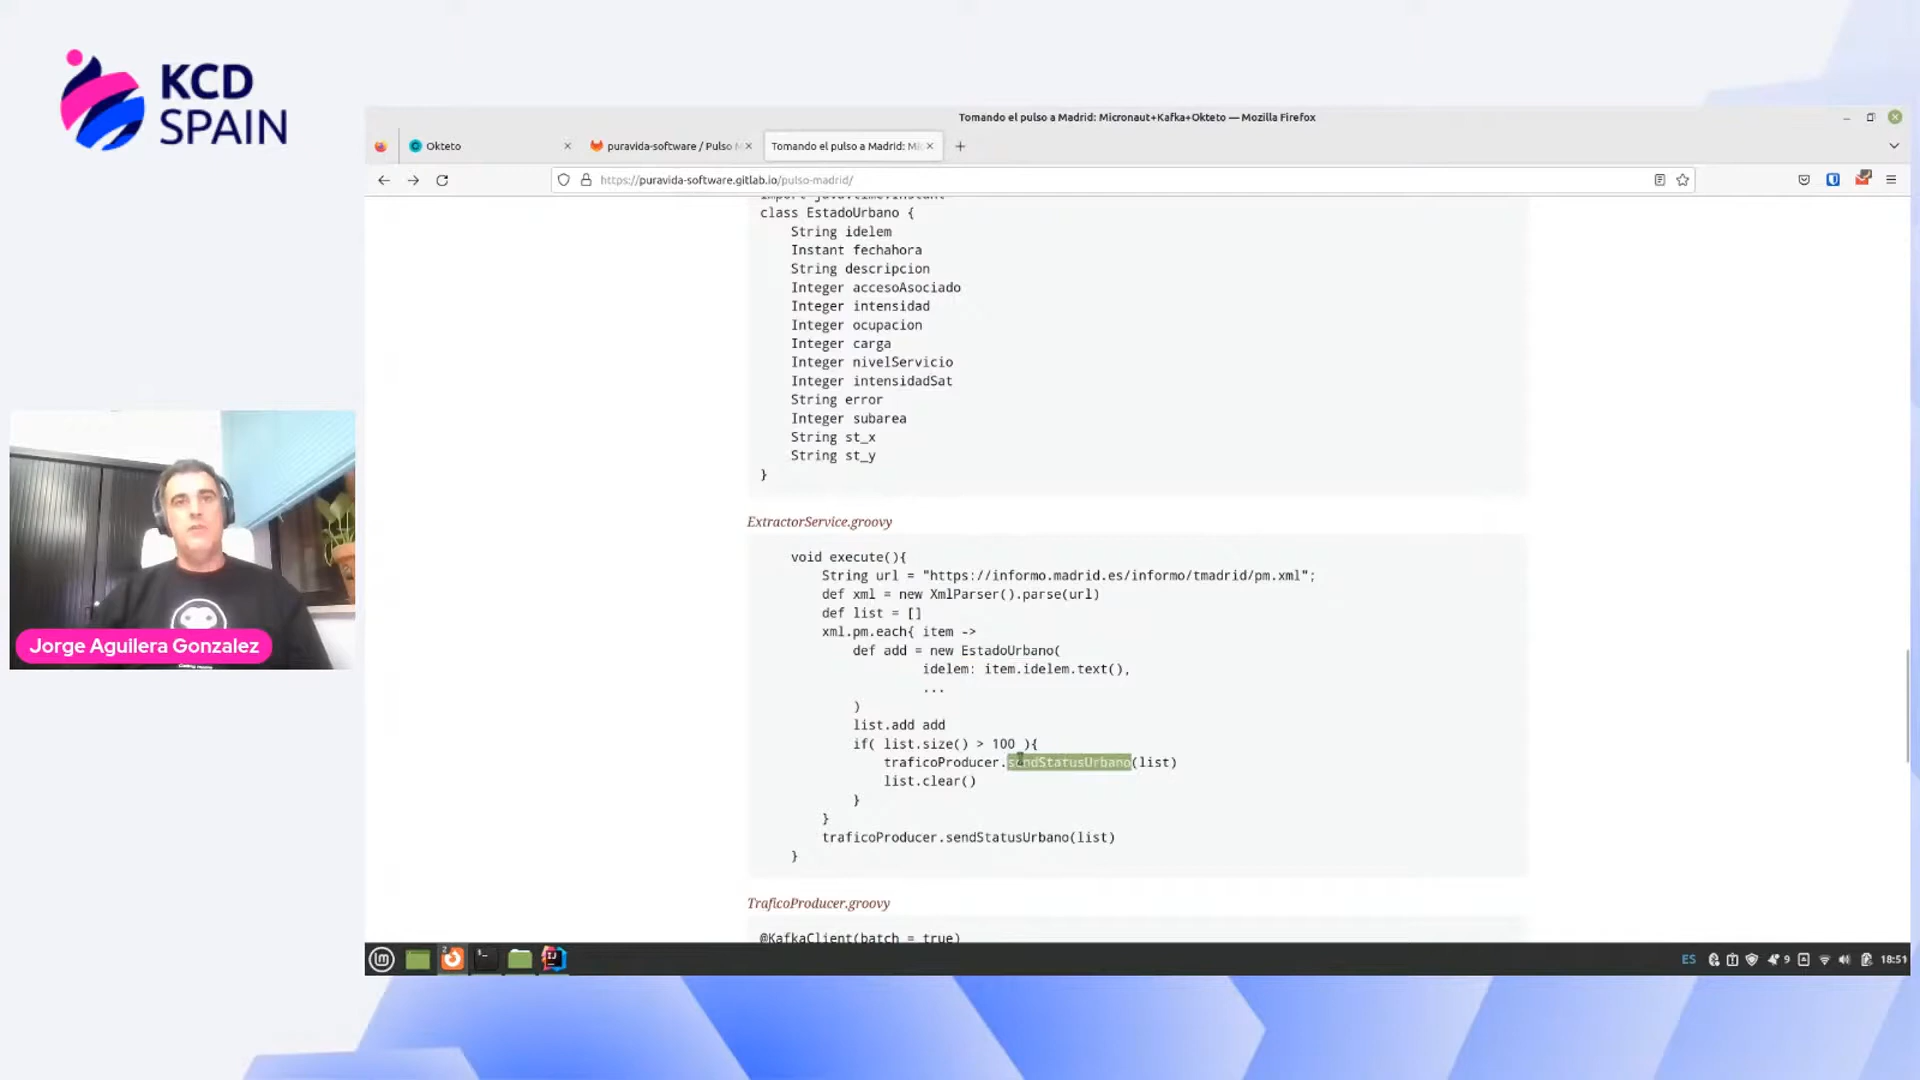 KCD
SPAIN
Tomando el pulso a Madrid: Micronaut+Kafka+Okteto — Mozilla Firefox
Okteto
puravida-software / Pulso M
Tomando el pulso a Madrid: Mic
https://puravida-software.gitlab.io/pulso-madrid/
import java.time.Instant
class EstadoUrbano {
String idelem
Instant fechahora
String descripcion
Integer accesoAsociado
Integer intensidad
Integer ocupacion
Integer carga
Integer nivelServicio
Integer intensidadSat
String error
Integer subarea
String st_x
String st_y
}
ExtractorService.groovy
void execute(){
String url = "https://informo.madrid.es/informo/tmadrid/pm.xml";
def xml = new XmlParser().parse(url)
def list = []
xml.pm.each{ item ->
def add = new EstadoUrbano(
idelem: item.idelem.text(),
...
)
list.add add
if( list.size() > 100 ){
traficoProducer.sendStatusUrbano(list)
list.clear()
}
}
traficoProducer.sendStatusUrbano(list)
}
TraficoProducer.groovy
@KafkaClient(batch = true)
Jorge Aguilera Gonzalez
ES
9
18:51